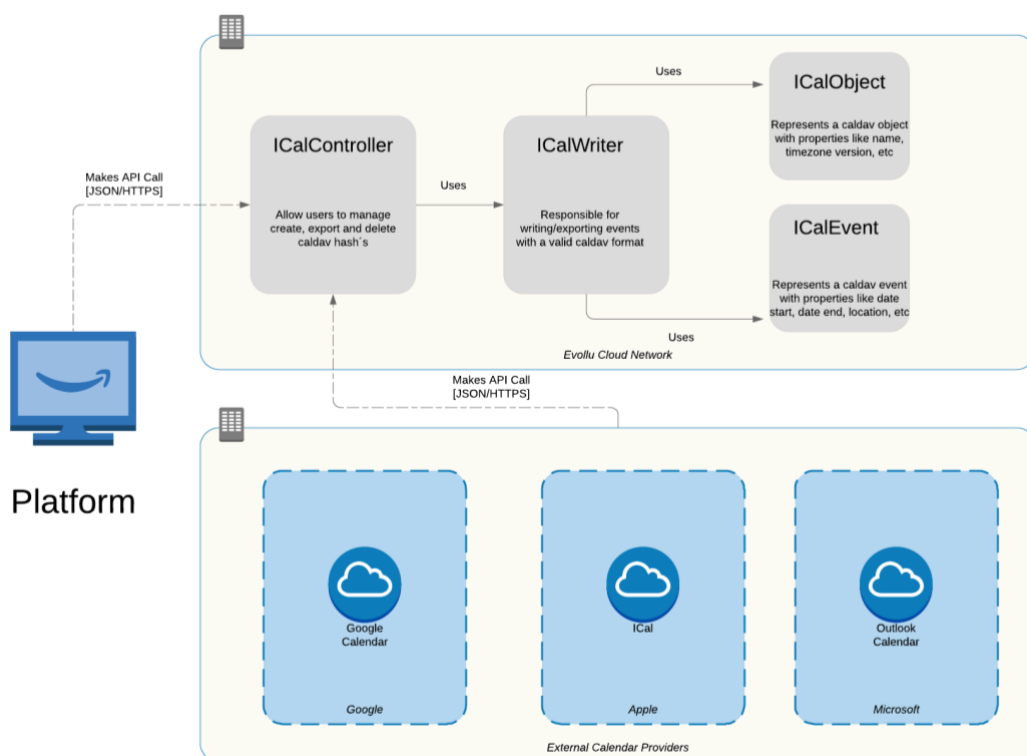 ICalObject
Uses
Represents a caldav object
with properties like name,
timezone version, etc
ICalController
ICalWriter
Makes API Call
[JSON/HTTPS]
Uses
Allow users to manage
create, export and delete
caldav hash´s
Responsible for
writing/exporting events
with a valid caldav format
ICalEvent
Represents a caldav event
with properties like date
start, date end, location, etc
Uses
Evollu Cloud Network
Makes API Call
[JSON/HTTPS]
Platform
Google
Calendar
ICal
Outlook
Calendar
Google
Apple
Microsoft
External Calendar Providers